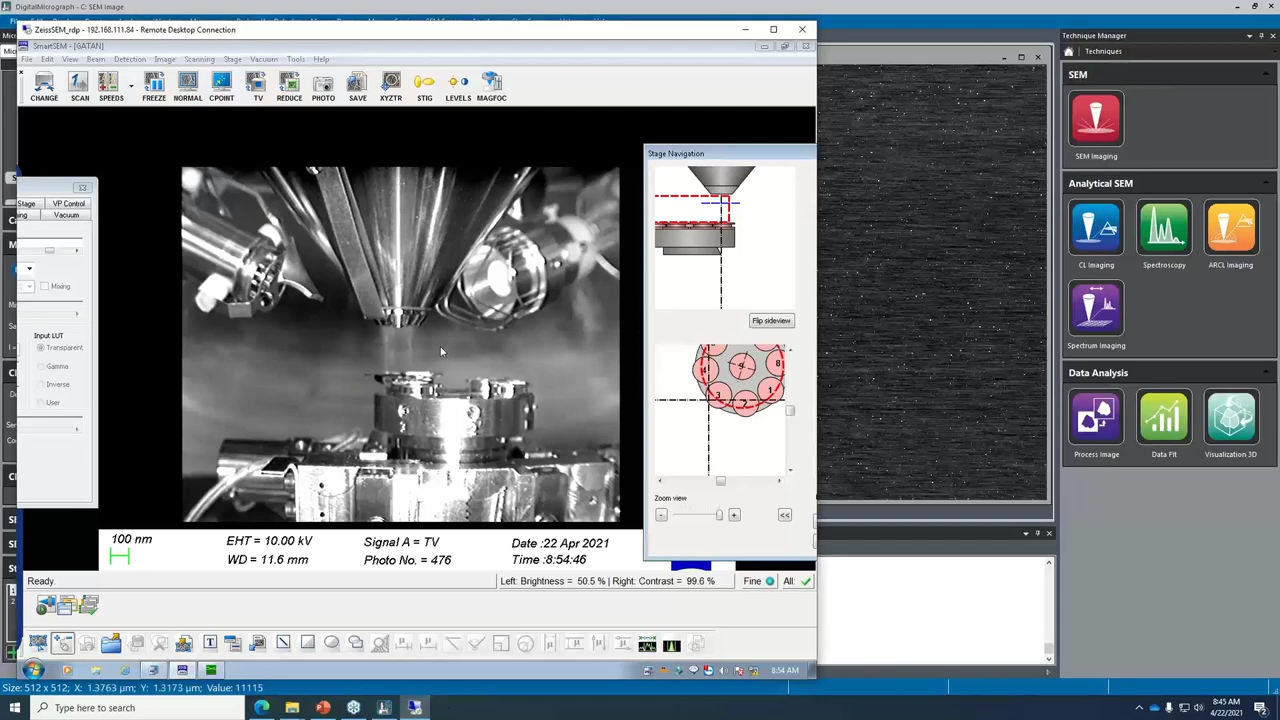 DigitalMicrograph - C: SEM Image
ZeissSEM_rdp - 192.168.111.84 - Remote Desktop Connection
SmartSEM - [GATAN]
File Edit View Beam Detection Image Scanning Stage Vacuum Tools Help
CHANGE SCAN SPEEDS FREEZE NORMAL CPOINT TV REDUCE PHOTO SAVE XYZTR STIG LEVELS MAGFOC
Stage VP Control
Vacuum
Mixing
Input LUT
Transparent
Gamma
Inverse
User
Stage Navigation
Flip sideview
8
1
2
3
Zoom view
- + <<
100 nm
EHT = 10.00 kV
WD = 11.6 mm
Signal A = TV
Photo No. = 476
Date :22 Apr 2021
Time :8:54:46
Ready.
Left: Brightness = 50.5 % | Right: Contrast = 99.6 %
Fine All:
8:54 AM
Technique Manager
Techniques
SEM
SEM Imaging
Analytical SEM
CL Imaging Spectroscopy ARCL Imaging
Spectrum Imaging
Data Analysis
Process Image Data Fit Visualization 3D
Size: 512 x 512; X: 1.3763 µm; Y: 1.3173 µm; Value: 11115
Type here to search
8:45 AM
4/22/2021